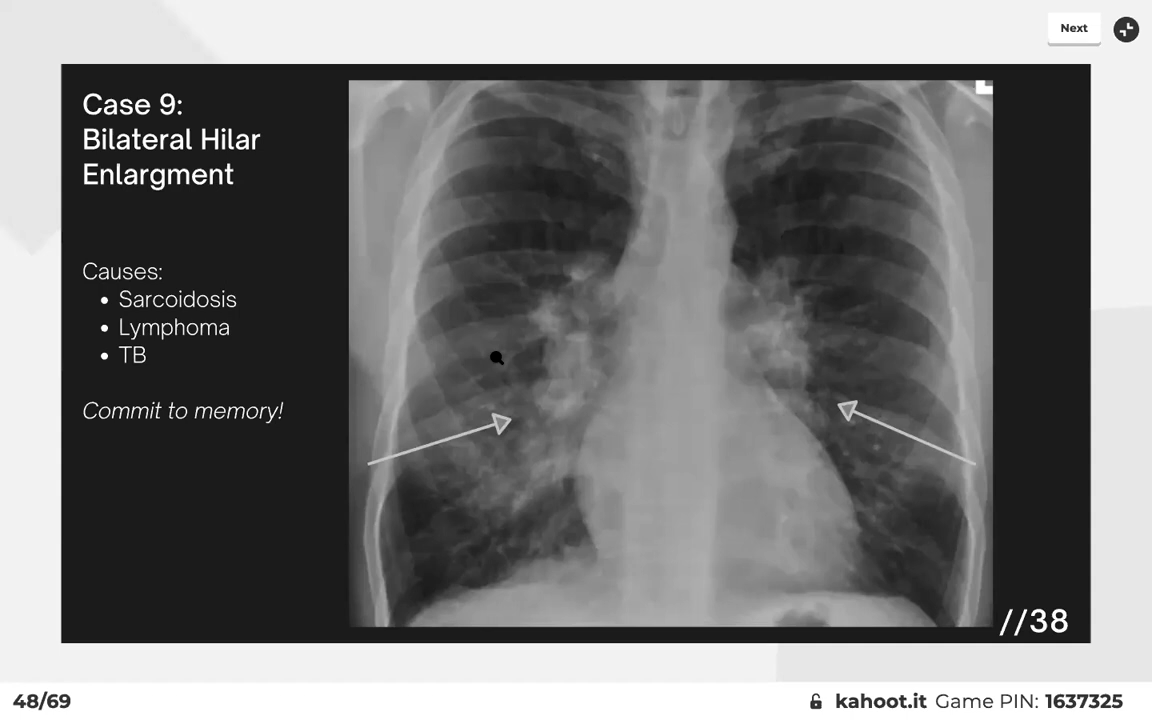 Next
Case 9:
Bilateral Hilar
Enlargment
Causes:
Sarcoidosis
Lymphoma
TB
Commit to memory!
//38
48/69
kahoot.it Game PIN: 1637325